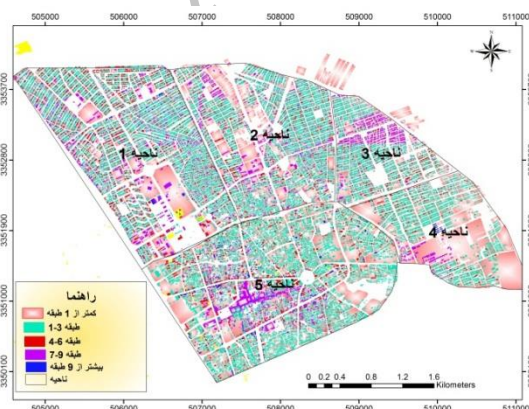 505000 506000 507000 508000 509000 510000 511000
3353700
3352800
3351900
3351000
3350100
ناحیه 1
ناحیه 2
ناحیه 3
ناحیه 4
ناحیه 5
راهنما
کمتر از 1 طبقه
1-3 طبقه
4-6 طبقه
7-9 طبقه
بیشتر از 9 طبقه
ناحیه
0 0.2 0.4 0.8 1.2 1.6
Kilometers
505000 506000 507000 508000 509000 510000 511000